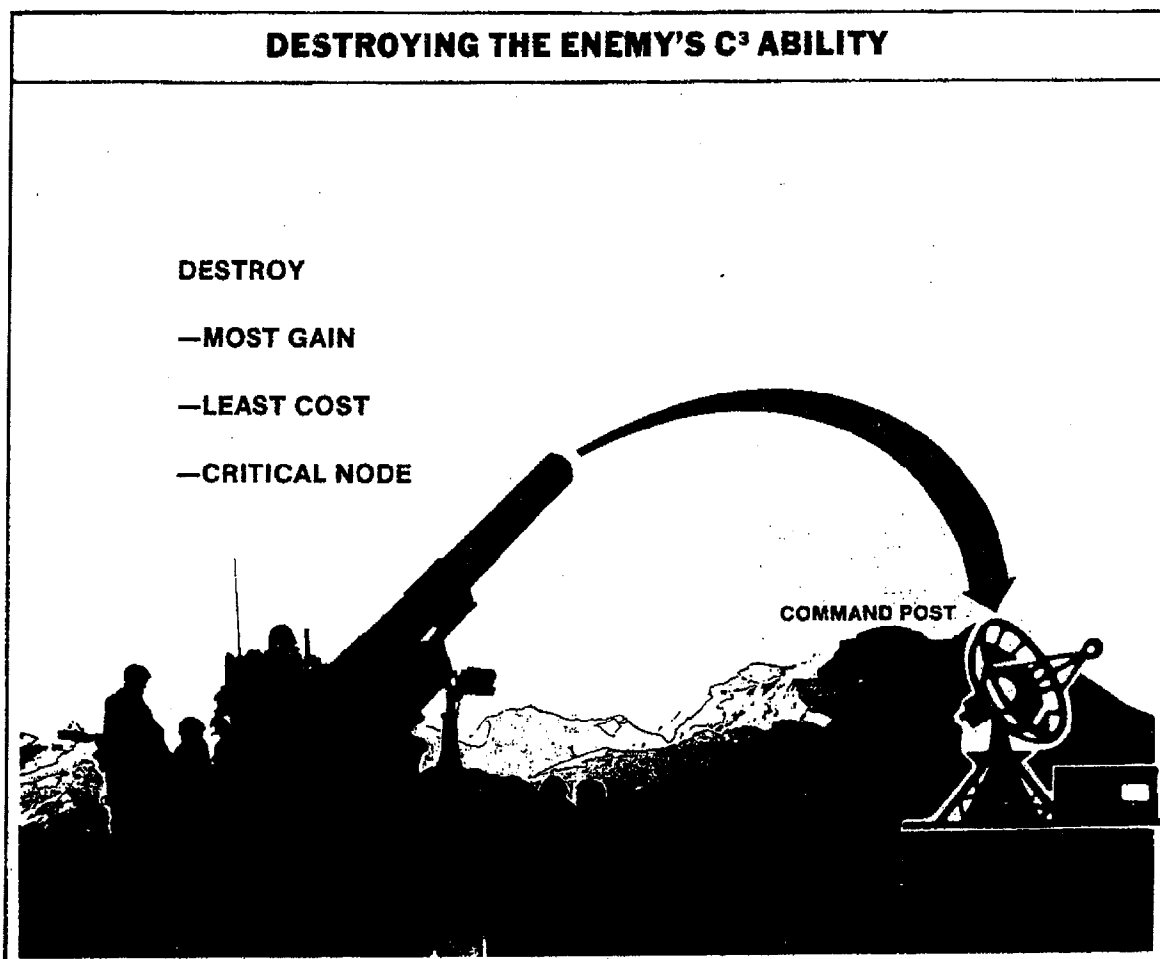 DESTROYING THE ENEMY'S C³ ABILITY
DESTROY
—MOST GAIN
—LEAST COST
—CRITICAL NODE
COMMAND POST